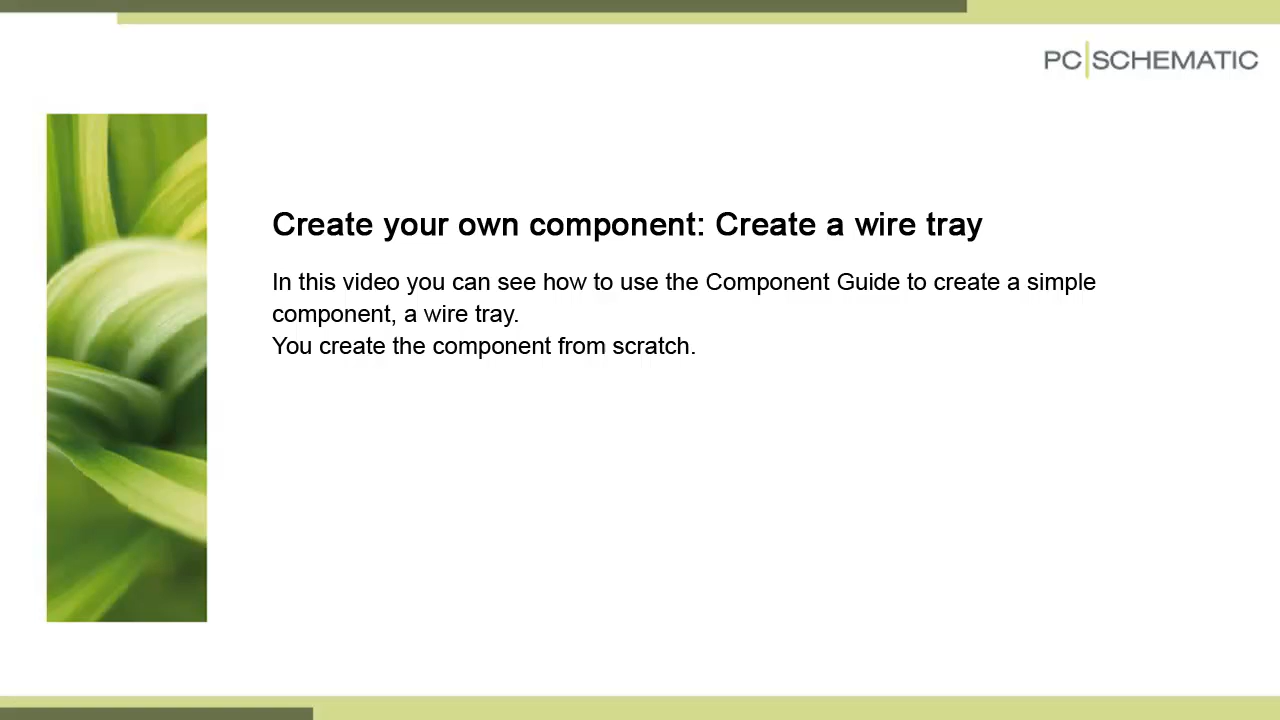 PC|SCHEMATIC
Create your own component: Create a wire tray
In this video you can see how to use the Component Guide to create a simple
component, a wire tray.
You create the component from scratch.